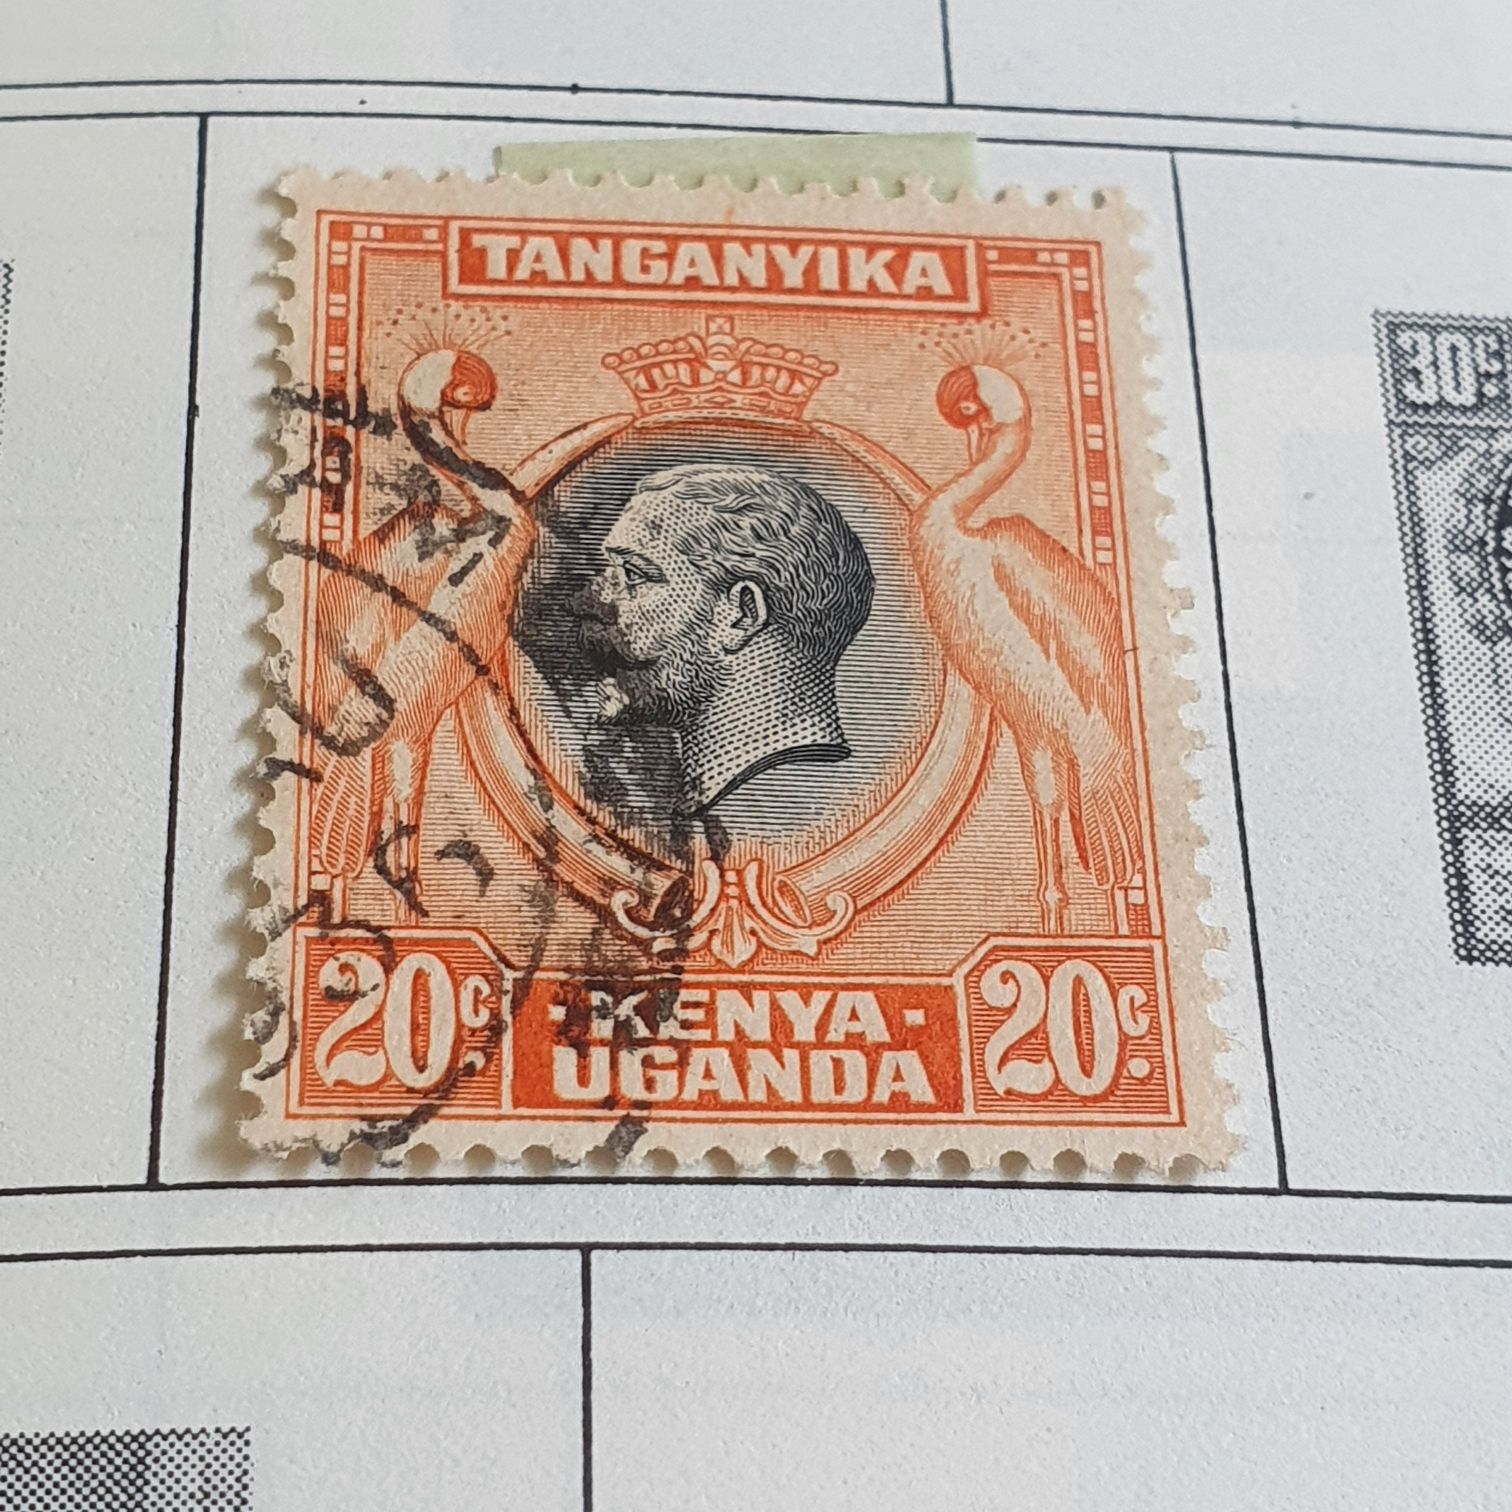 TANGANYIKA
20c.
·KENYA·
UGANDA
20c.
30c